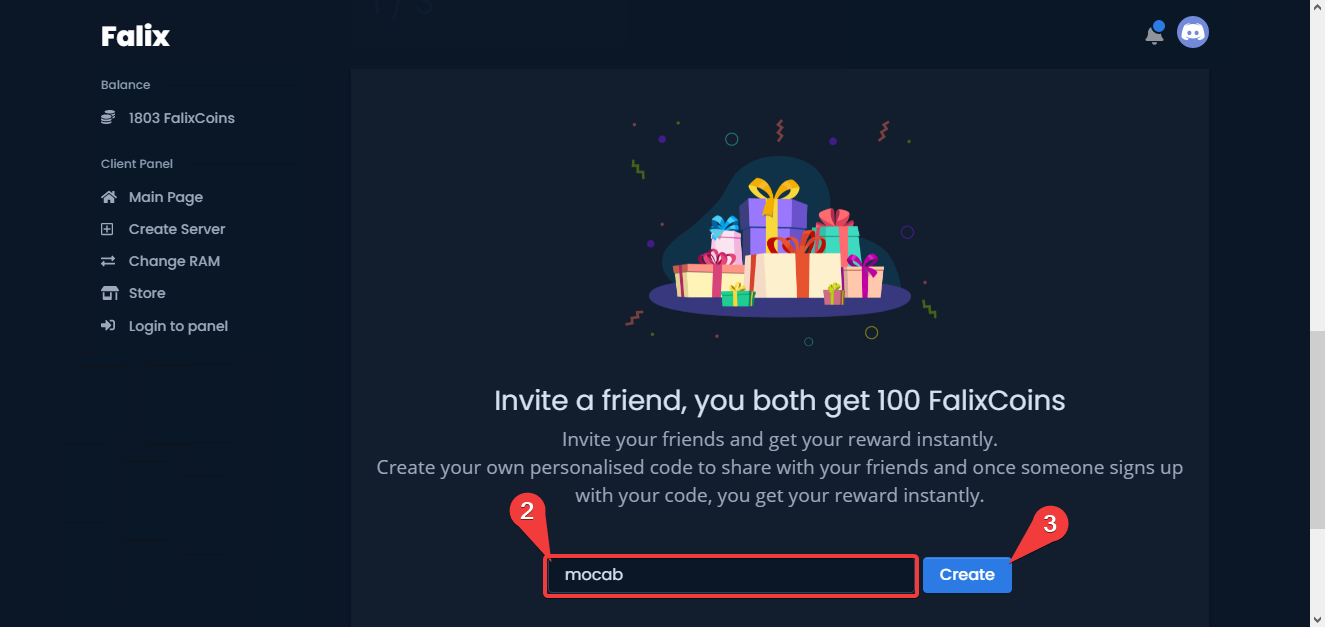 Falix
Balance
1803 FalixCoins
Client Panel
Main Page
Create Server
Change RAM
Store
Login to panel
Invite a friend, you both get 100 FalixCoins
Invite your friends and get your reward instantly.
Create your own personalised code to share with your friends and once someone signs up
with your code, you get your reward instantly.
2
3
mocab
Create